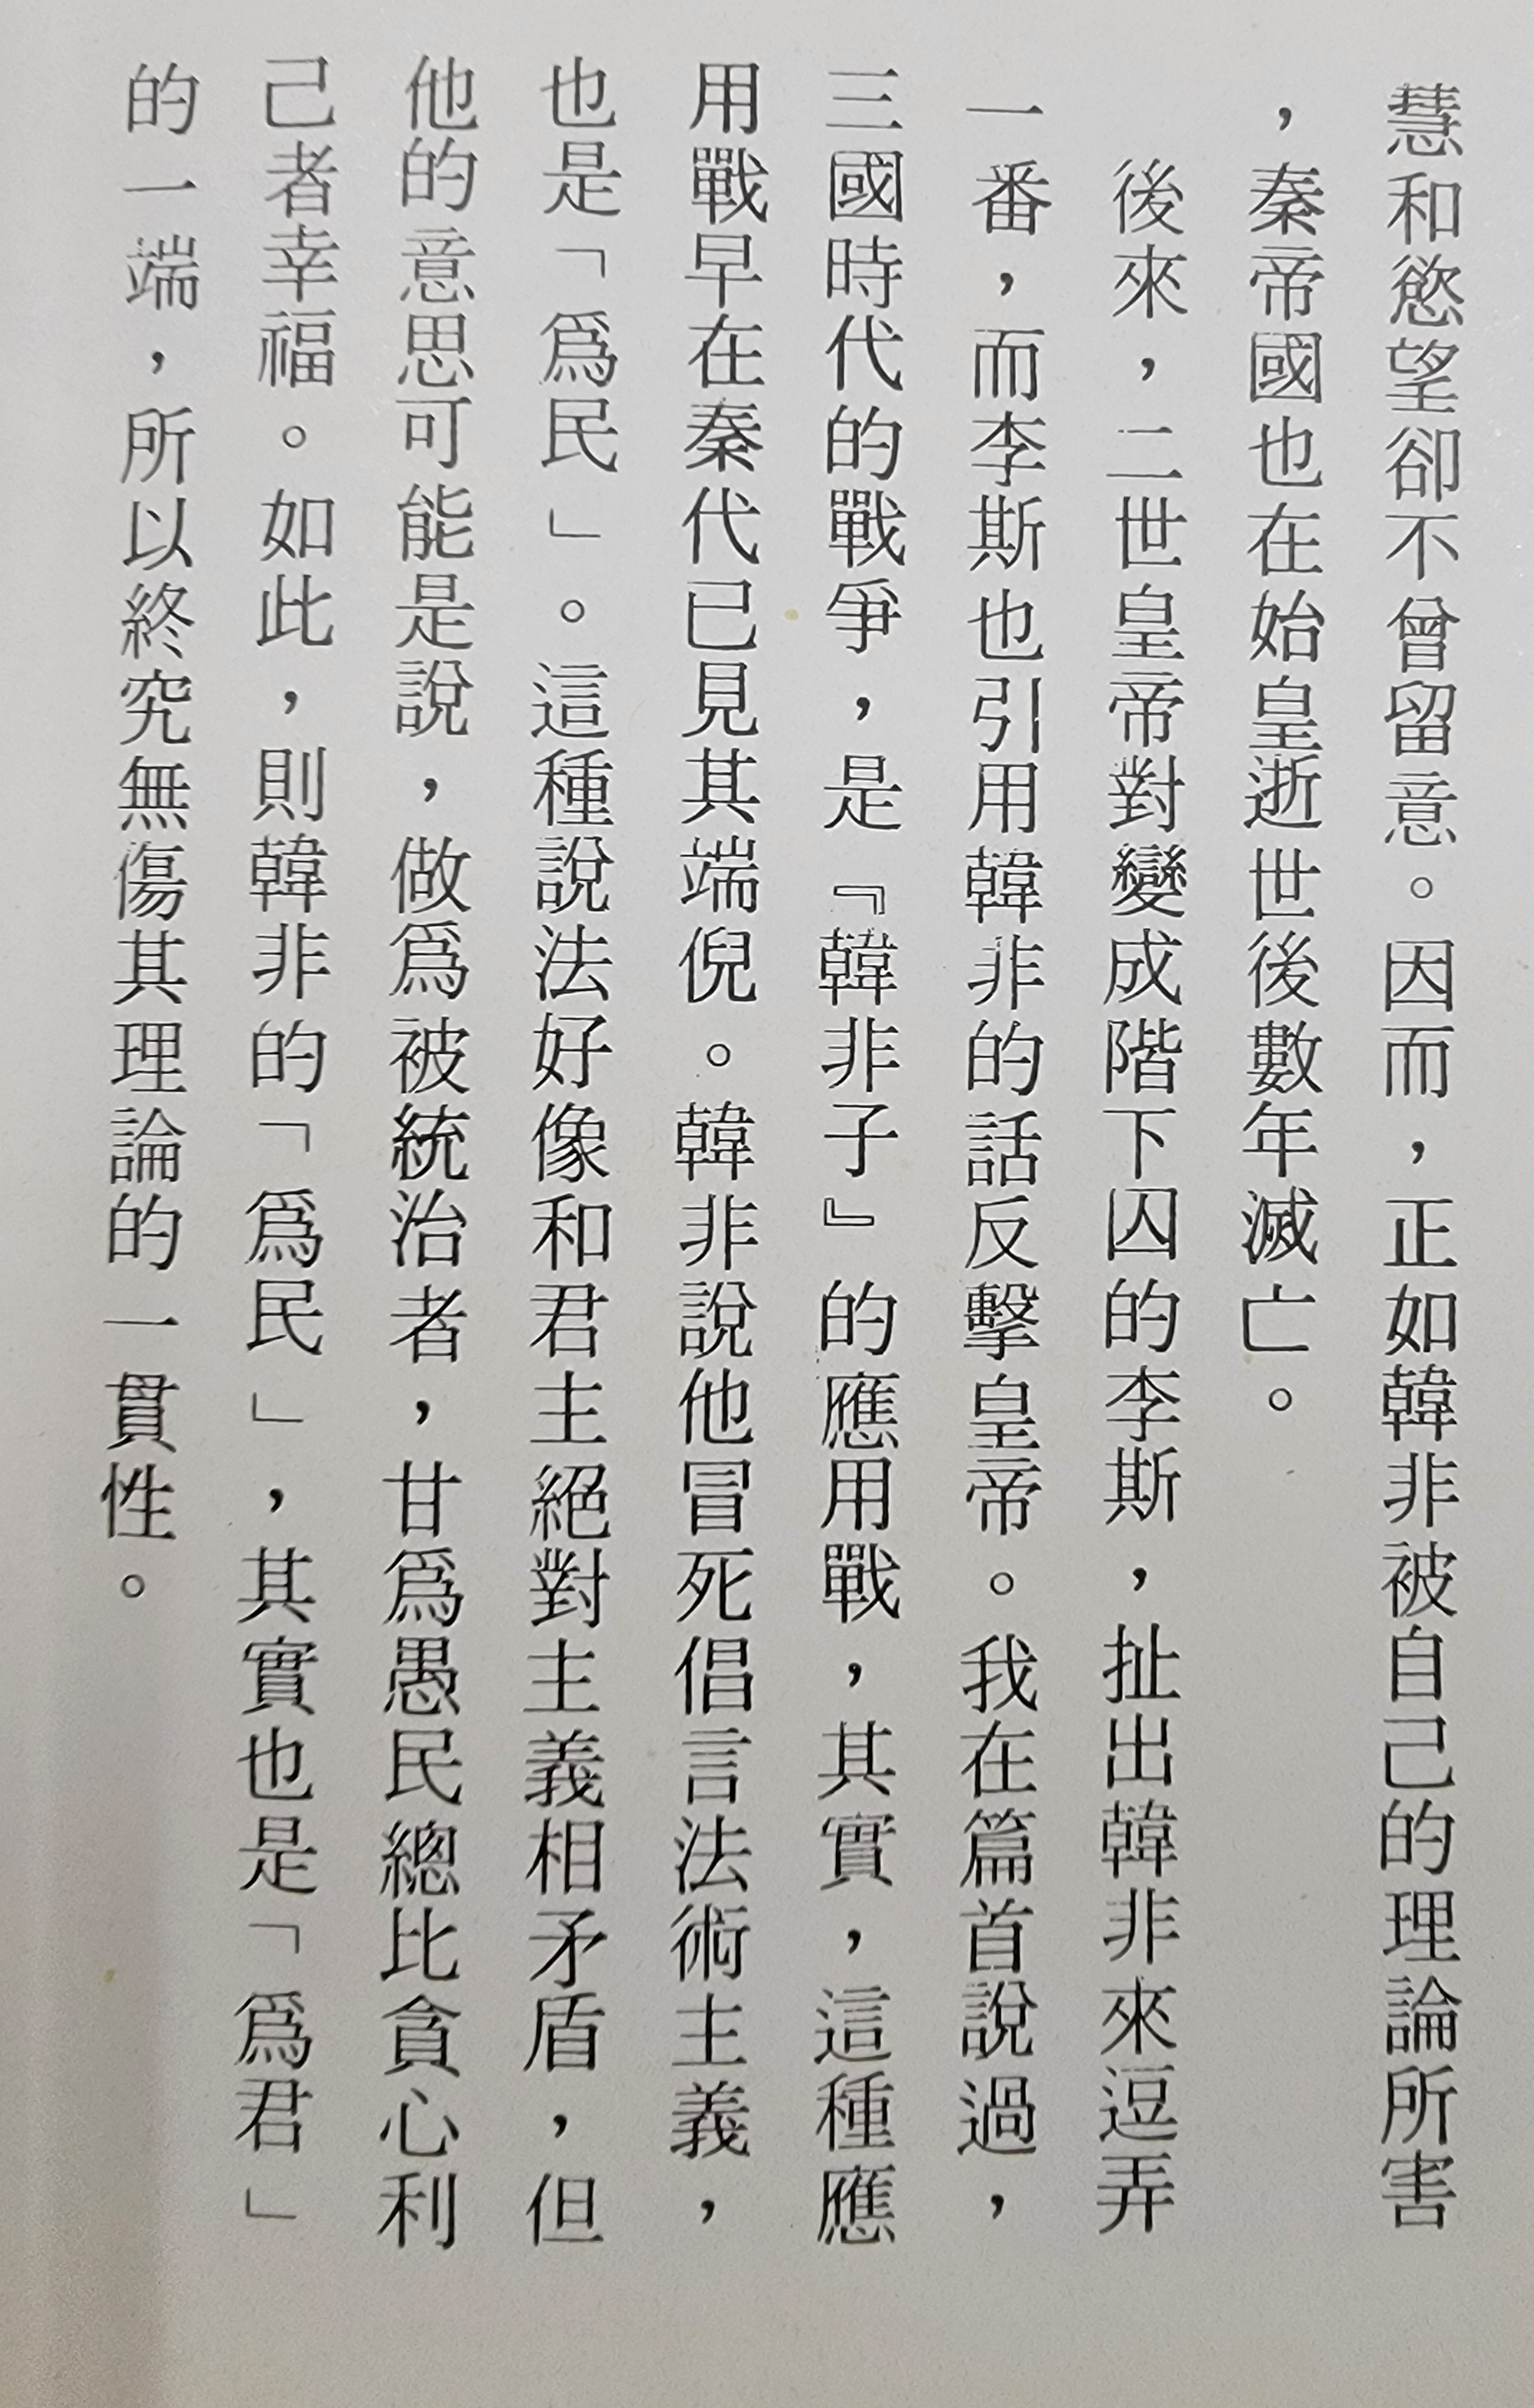 慧和慾望卻不曾留意。因而，正如韓非被自己的理論所害
，秦帝國也在始皇逝世後數年滅亡。
後來，二世皇帝對變成階下囚的李斯，扯出韓非來逗弄
一番，而李斯也引用韓非的話反擊皇帝。我在篇首說過，
三國時代的戰爭，是『韓非子』的應用戰，其實，這種應
用戰早在秦代已見其端倪。韓非說他冒死倡言法術主義，
也是「爲民」。這種說法好像和君主絕對主義相矛盾，但
他的意思可能是說，做爲被統治者，甘爲愚民總比貪心利
己者幸福。如此，則韓非的「爲民」，其實也是「爲君」
的一端，所以終究無傷其理論的一貫性。